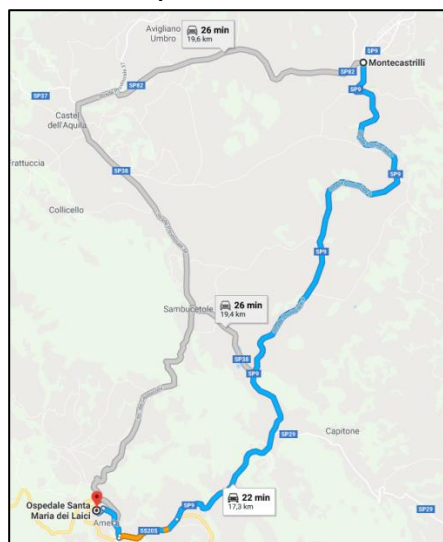 26 min
19,6 km
Avigliano
Umbro
SP9
Montecastrilli
SP82
SP82
SP9
SP37
Castel
dell'Aquila
SP9
SP38
Collicello
SP9
Sambucetole
26 min
19,4 km
SP38
SP9
Capitone
SP29
22 min
17,3 km
Ospedale Santa
Maria dei Laici
SP9
SP29
SS205